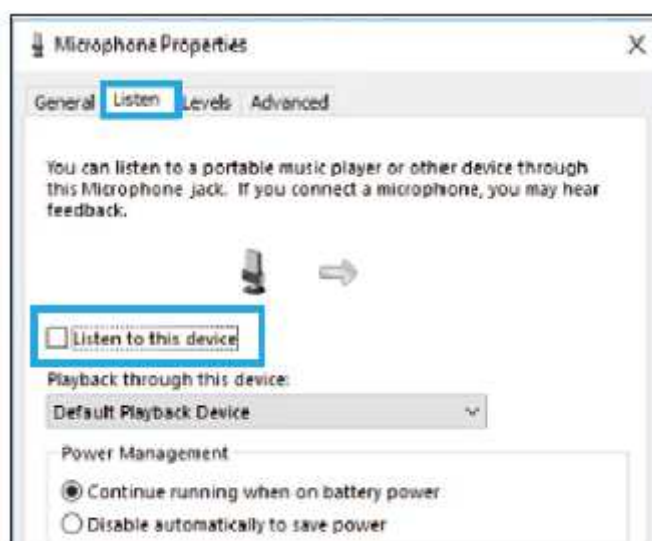 Microphone Properties
General Listen Levels Advanced
You can listen to a portable music player or other device through
this Microphone jack. If you connect a microphone, you may hear
feedback.
Listen to this device
Playback through this device:
Default Playback Device
Power Management
Continue running when on battery power
Disable automatically to save power